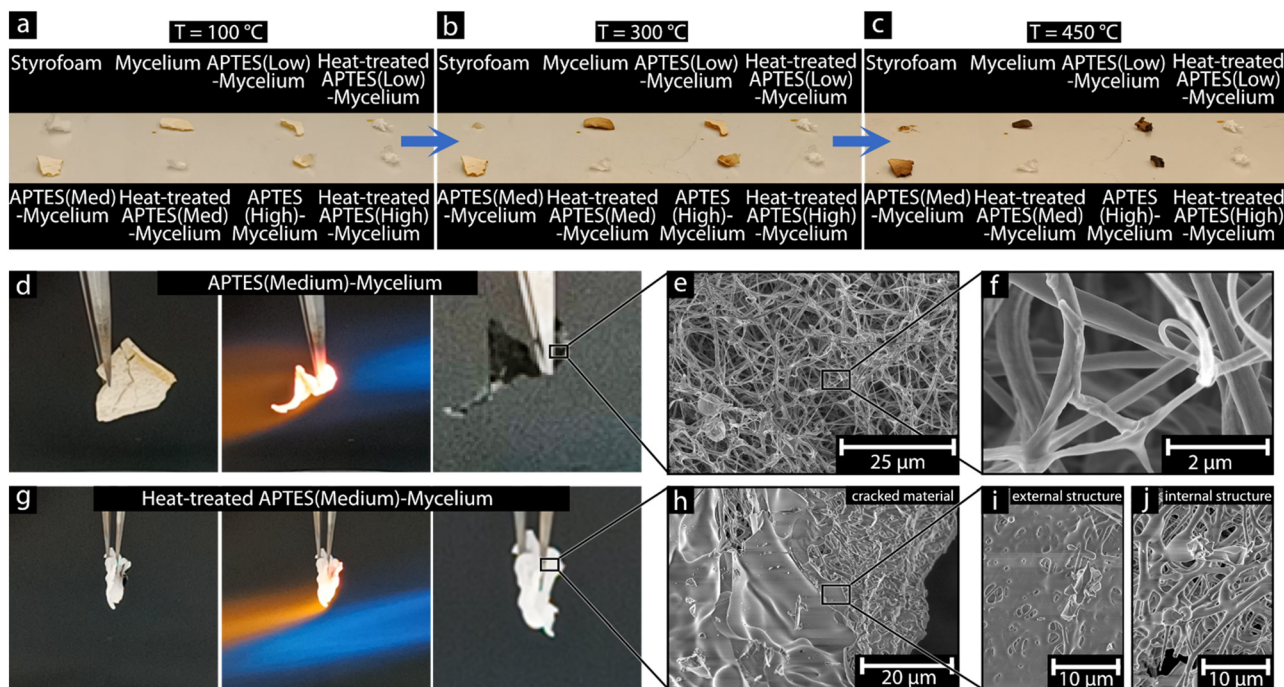 a
T = 100 °C
b
T = 300 °C
c
T = 450 °C
Styrofoam
Mycelium
APTES(Low)
-Mycelium
Heat-treated
APTES(Low)
-Mycelium
Styrofoam
Mycelium
APTES(Low)
-Mycelium
Heat-treated
APTES(Low)
-Mycelium
Styrofoam
Mycelium
APTES(Low)
-Mycelium
Heat-treated
APTES(Low)
-Mycelium
APTES(Med)
-Mycelium
Heat-treated
APTES(Med)
-Mycelium
APTES
(High)-
Mycelium
Heat-treated
APTES(High)
-Mycelium
APTES(Med)
-Mycelium
Heat-treated
APTES(Med)
-Mycelium
APTES
(High)-
Mycelium
Heat-treated
APTES(High)
-Mycelium
APTES(Med)
-Mycelium
Heat-treated
APTES(Med)
-Mycelium
APTES
(High)-
Mycelium
Heat-treated
APTES(High)
-Mycelium
d
APTES(Medium)-Mycelium
e
25 μm
f
2 μm
g
Heat-treated APTES(Medium)-Mycelium
h
cracked material
20 μm
i
external structure
10 μm
j
internal structure
10 μm